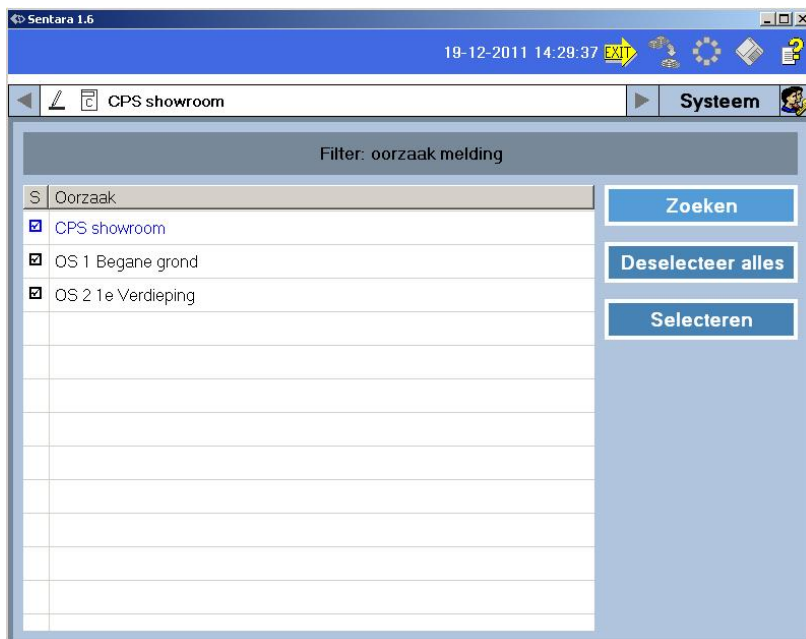 Sentara 1.6
19-12-2011 14:29:37 EXIT
c CPS showroom Systeem
Filter: oorzaak melding
S Oorzaak
Zoeken
CPS showroom
OS 1 Begane grond
Deselecteer alles
OS 2 1e Verdieping
Selecteren